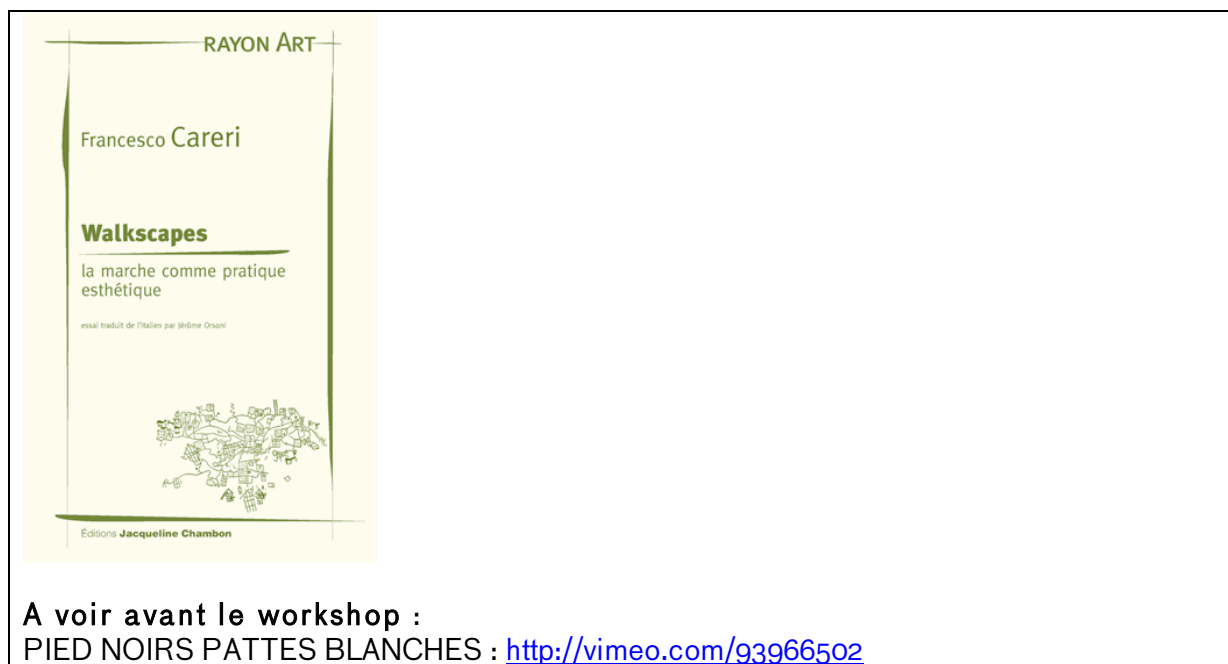 RAYON ART
Francesco Careri
Walkscapes
la marche comme pratique
esthétique
essai traduit de l'italien par Jérôme Orsoni
Éditions Jacqueline Chambon
A voir avant le workshop :
PIED NOIRS PATTES BLANCHES : http://vimeo.com/93966502